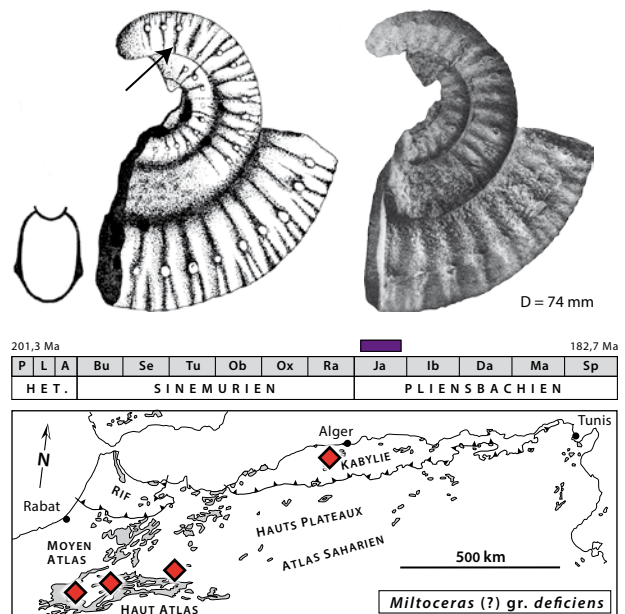 D = 74 mm
201,3 Ma
182,7 Ma
P L A Bu Se Tu Ob Ox Ra Ja Ib Da Ma Sp
HET. SINEMURIEN PLIENSBACHIEN
Tunis
Alger
N
KABYLIE
RIF
Rabat
HAUTS PLATEAUX
MOYEN
ATLAS
ATLAS SAHARIEN
500 km
HAUT ATLAS
Miltoceras (?) gr. deficiens